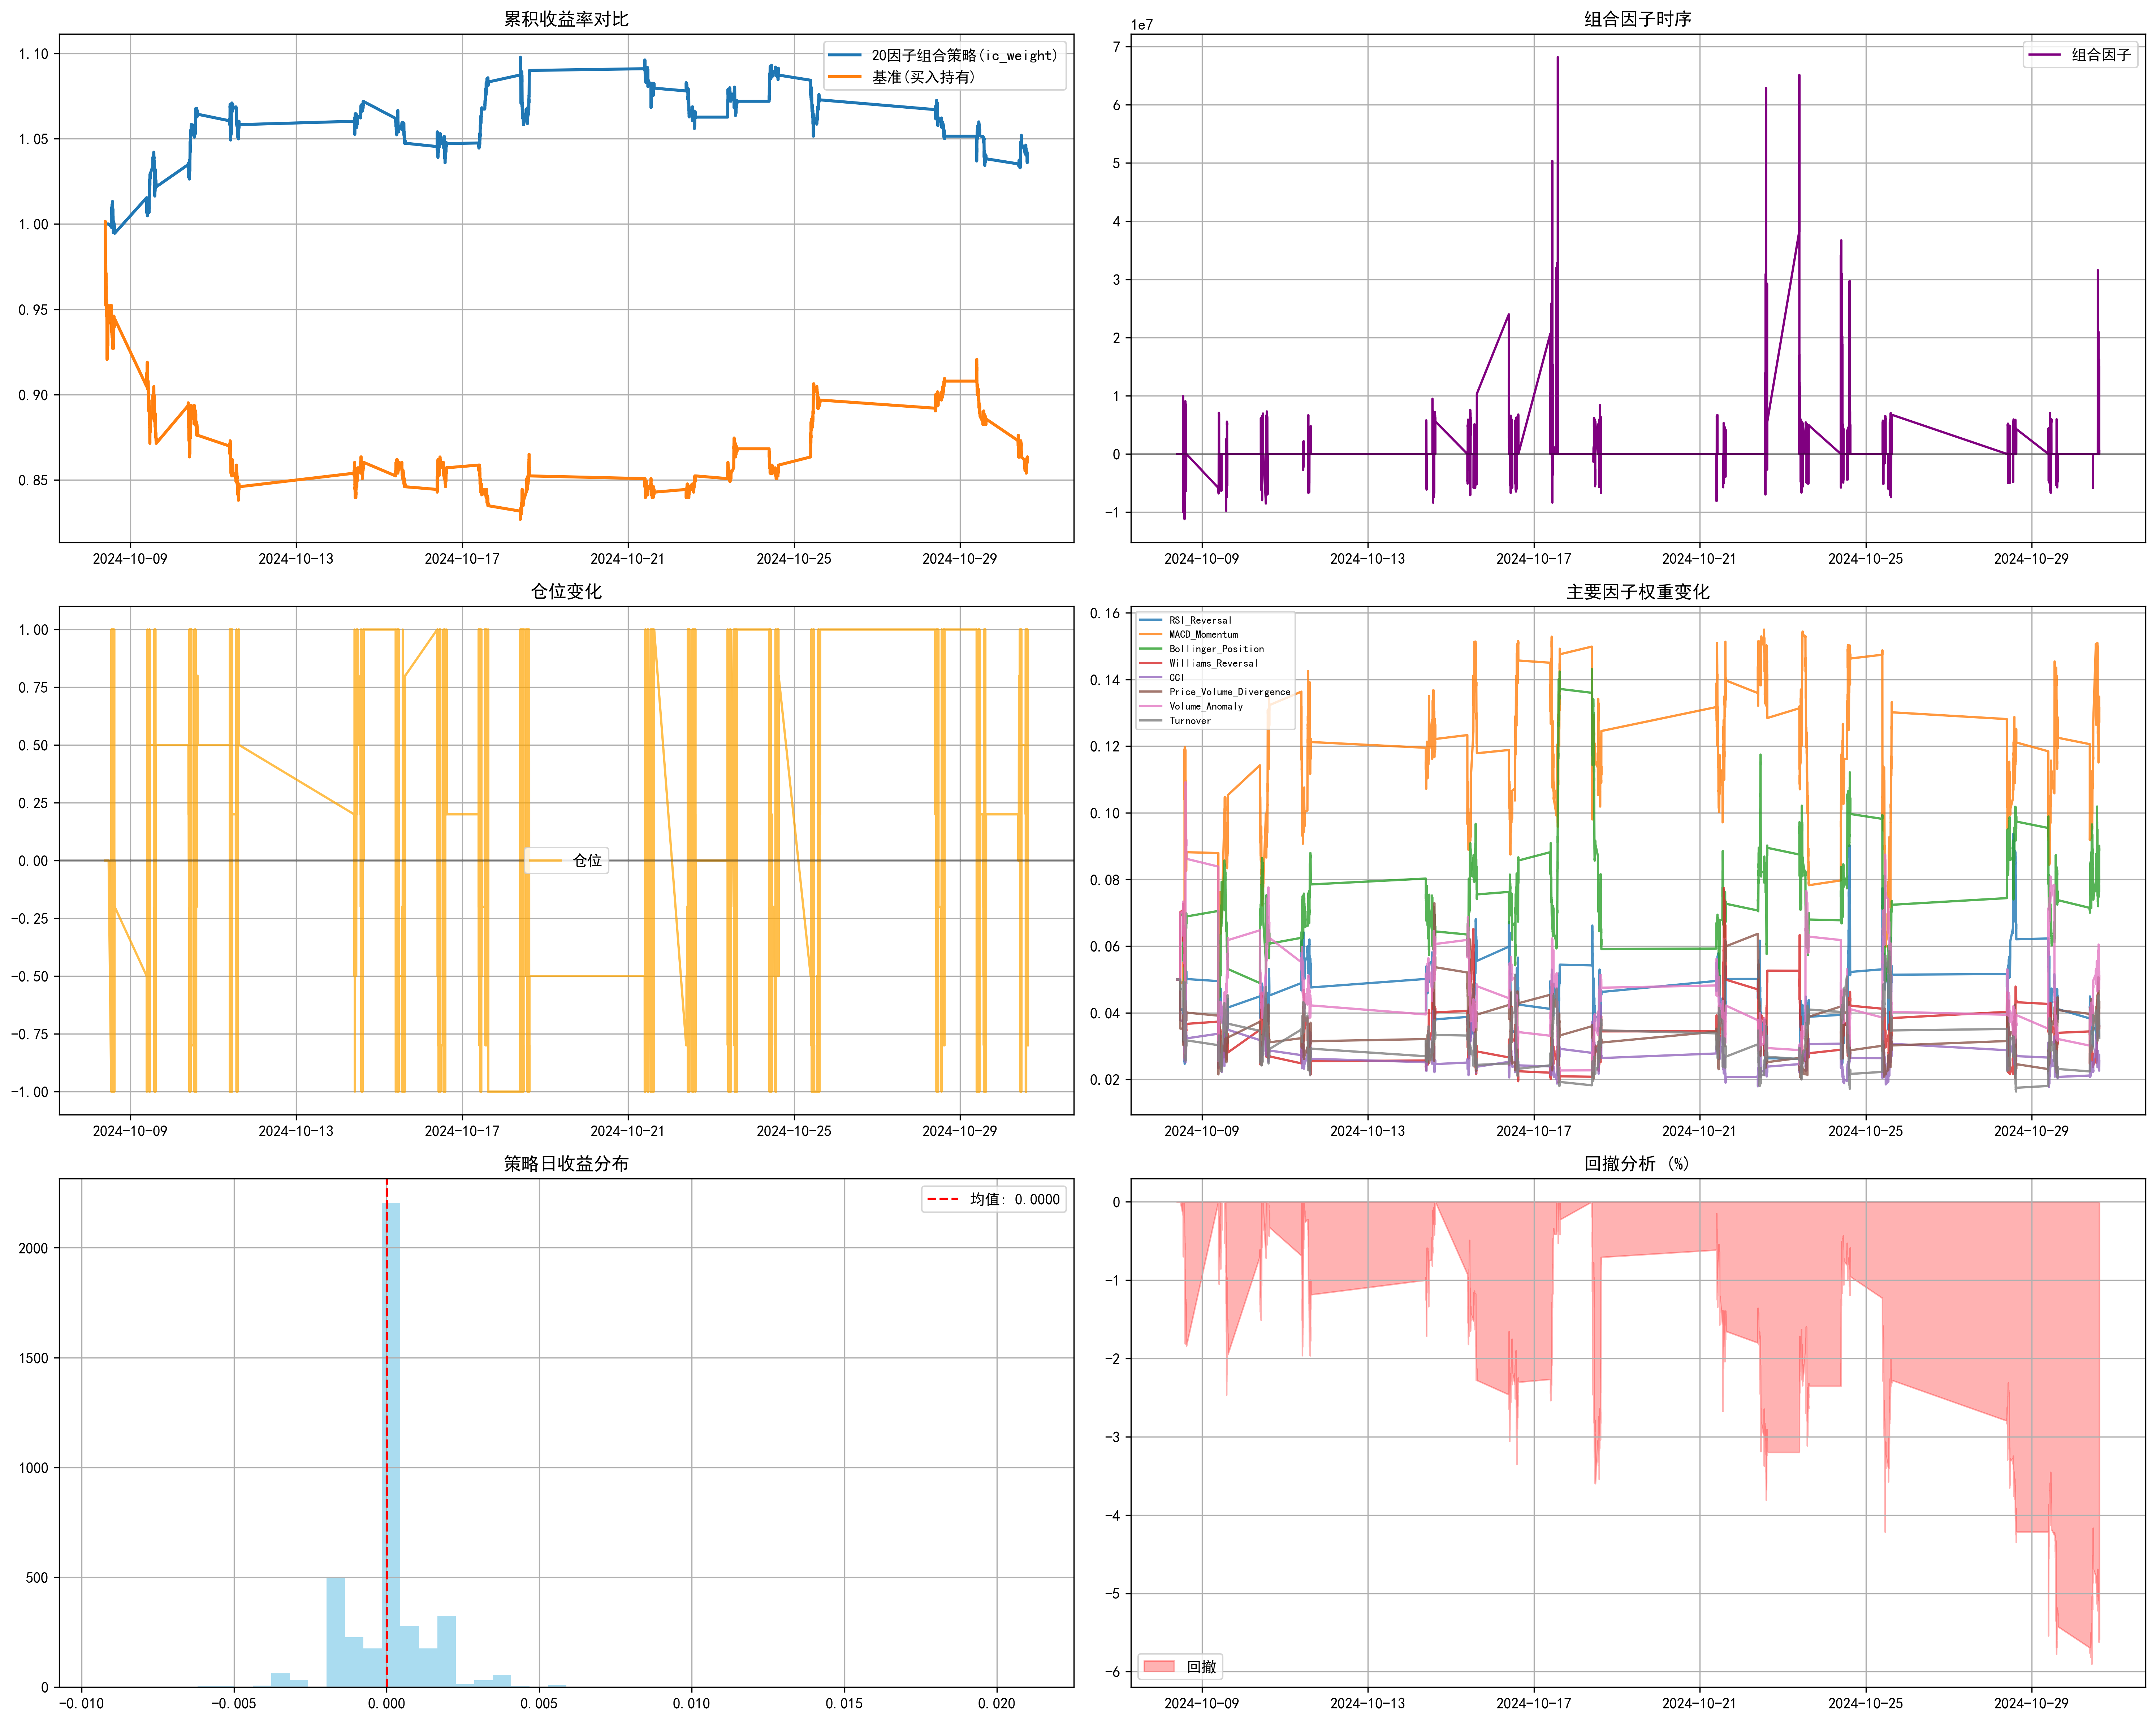 累积收益率对比
1.10
1.05
1.00
0.95
0.90
0.85
20因子组合策略(ic_weight)
基准(买入持有)
2024-10-09 2024-10-13 2024-10-17 2024-10-21 2024-10-25 2024-10-29
组合因子时序
1e7
7
6
5
4
3
2
1
0
-1
组合因子
2024-10-09 2024-10-13 2024-10-17 2024-10-21 2024-10-25 2024-10-29
仓位变化
1.00
0.75
0.50
0.25
0.00
-0.25
-0.50
-0.75
-1.00
仓位
2024-10-09 2024-10-13 2024-10-17 2024-10-21 2024-10-25 2024-10-29
主要因子权重变化
0.16
0.14
0.12
0.10
0.08
0.06
0.04
0.02
RSI_Reversal
MACD_Momentum
Bollinger_Position
Williams_Reversal
CCI
Price_Volume_Divergence
Volume_Anomaly
Turnover
2024-10-09 2024-10-13 2024-10-17 2024-10-21 2024-10-25 2024-10-29
策略日收益分布
2000
1500
1000
500
0
均值: 0.0000
-0.010 -0.005 0.000 0.005 0.010 0.015 0.020
回撤分析 (%)
0
-1
-2
-3
-4
-5
-6
回撤
2024-10-09 2024-10-13 2024-10-17 2024-10-21 2024-10-25 2024-10-29